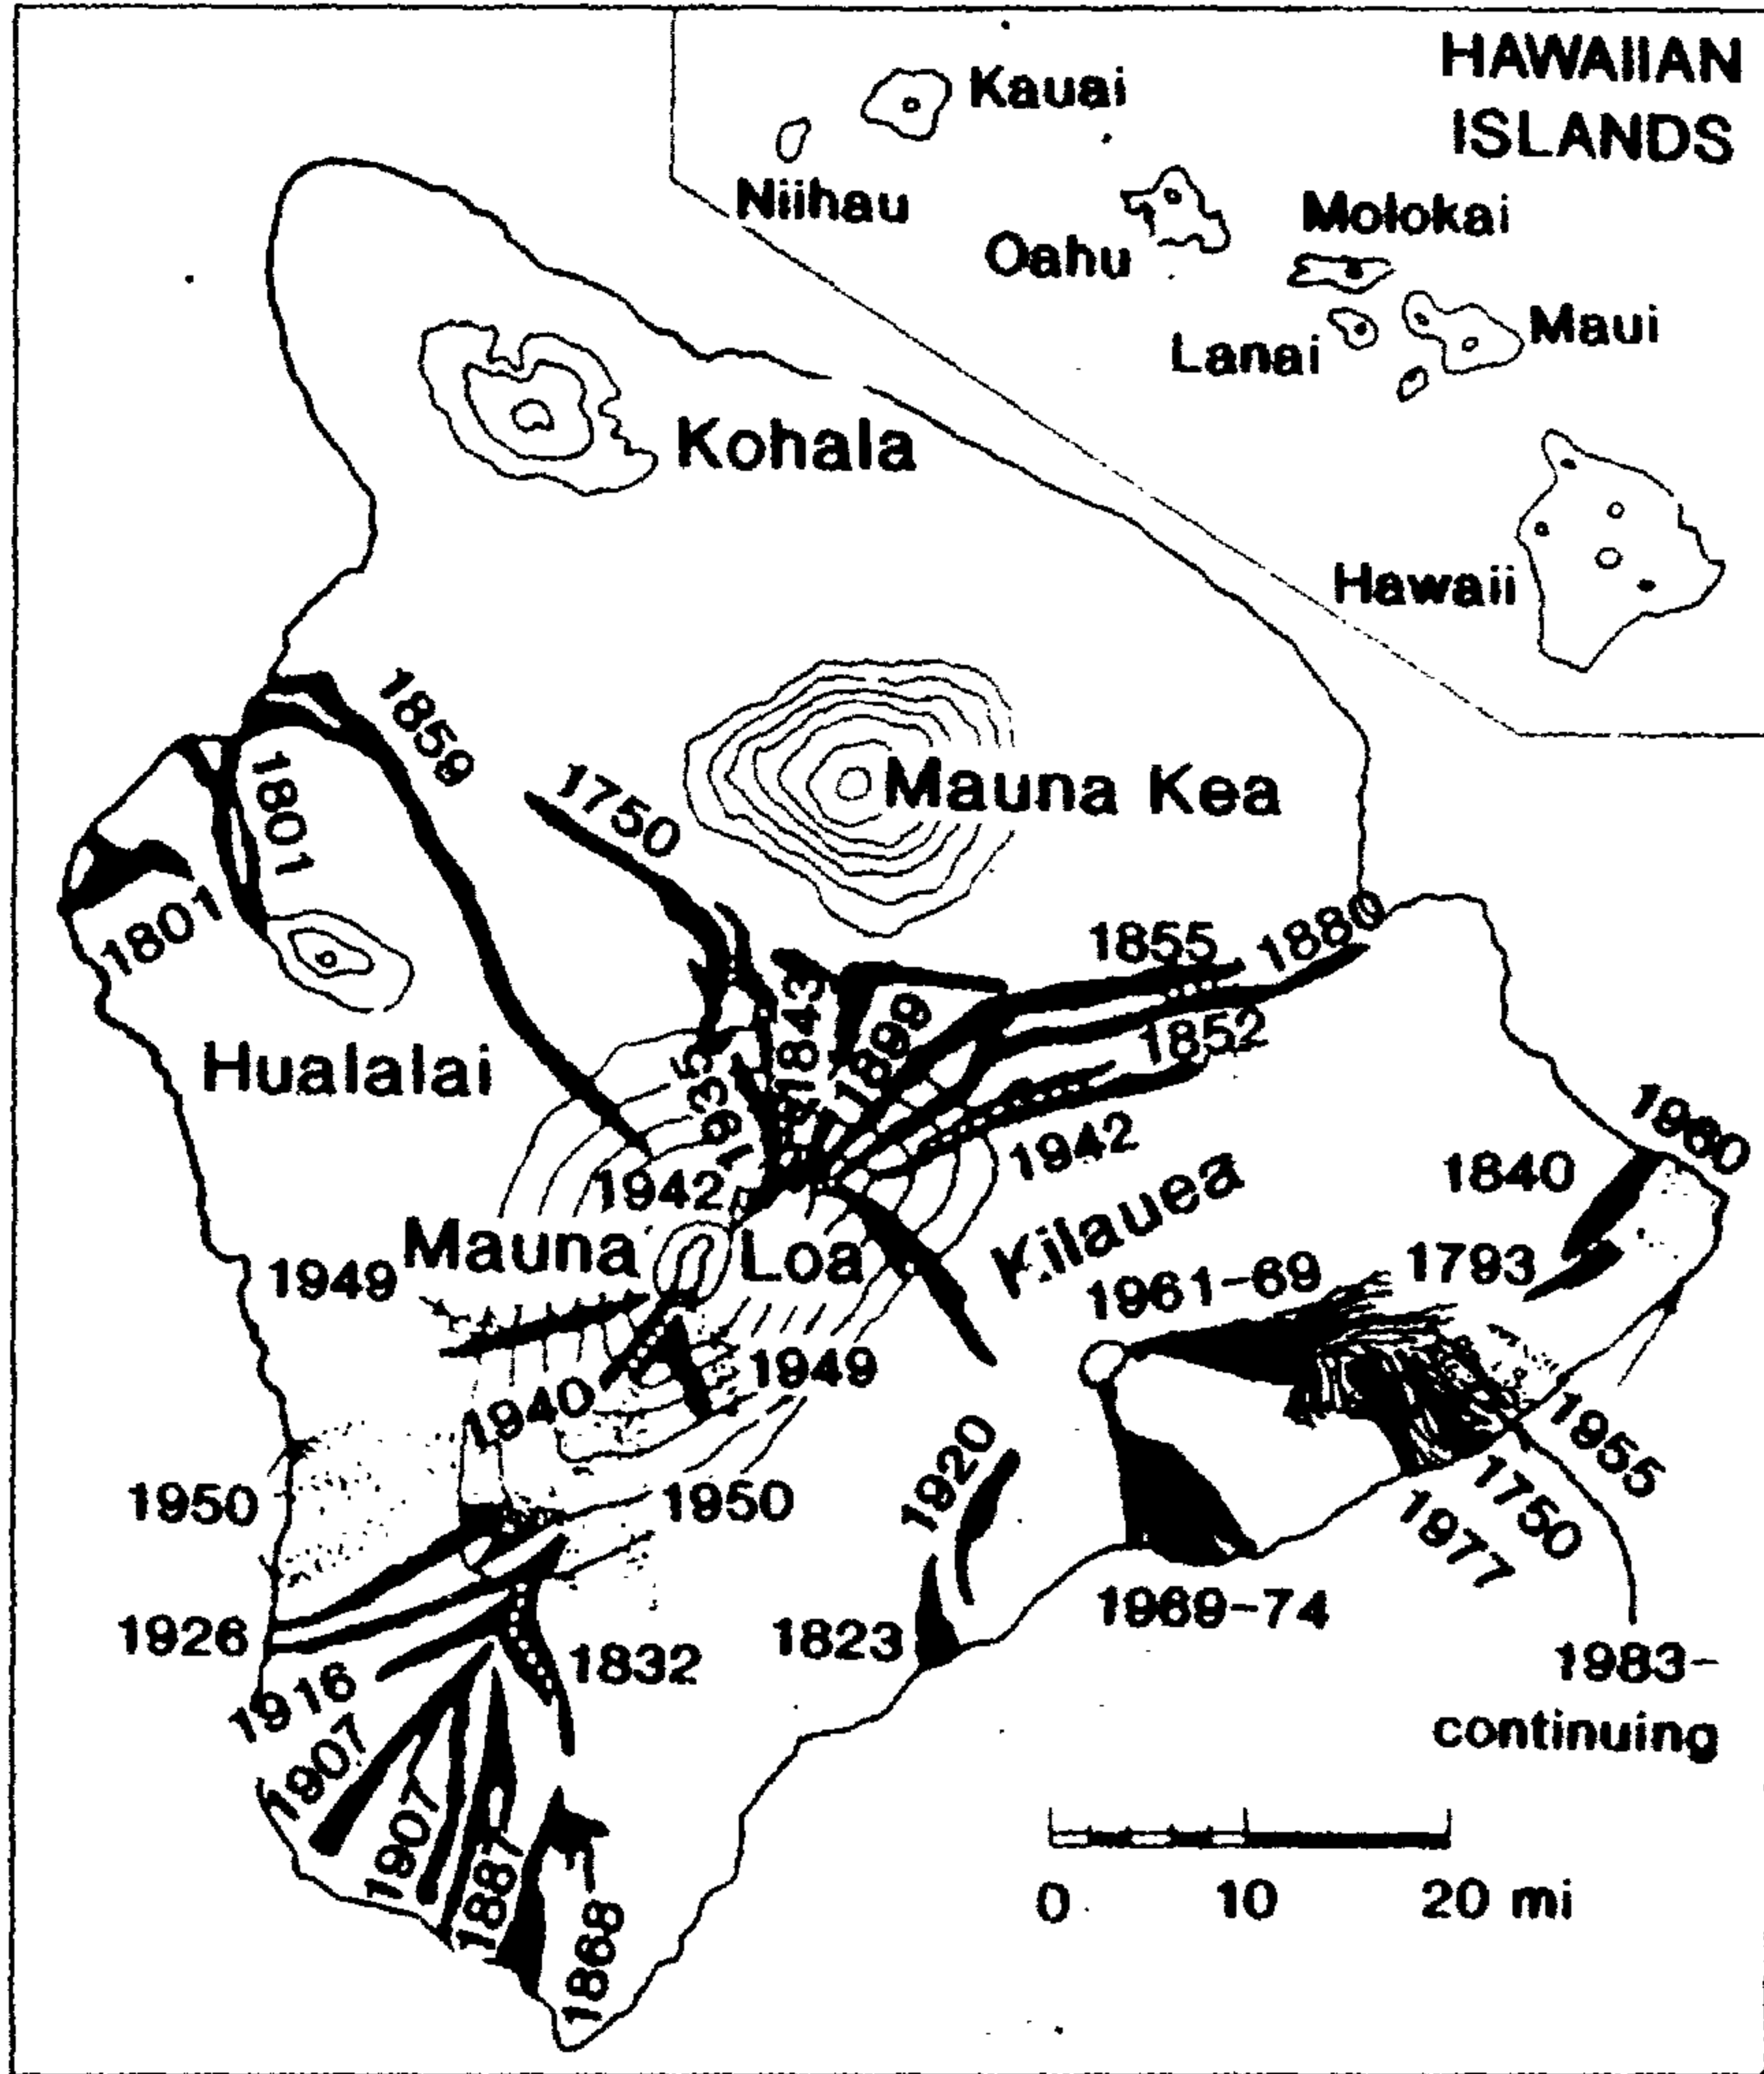 HAWAIIAN
ISLANDS
Kauai
Niihau
Oahu
Molokai
Lanai
Maui
Hawaii
Kohala
1859
1750
Mauna Kea
1801
1801
Hualalai
1855
1880
1843
1899
1852
1935
1942
1942
Mauna Loa
Kilauea
1960
1840
1793
1949
1961-69
1949
1940
1950
1950
1920
1955
1750
1977
1926
1916
1832
1823
1969-74
1983-
continuing
1907
1907
1887
1868
0 10 20 mi